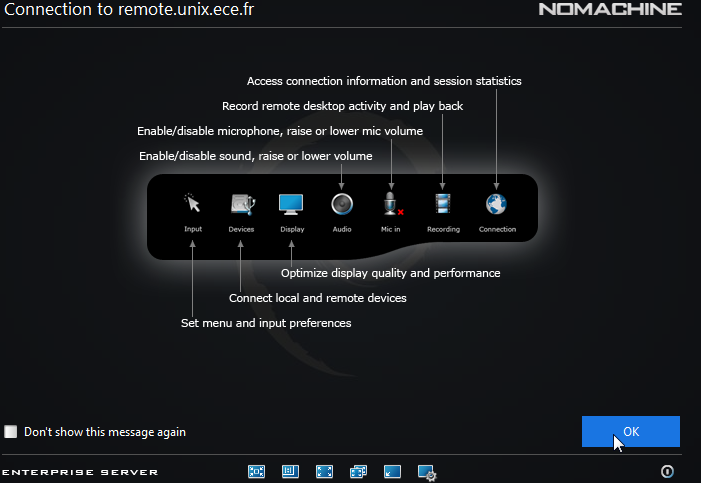 Connection to remote.unix.ece.fr
NOMACHINE
Access connection information and session statistics
Record remote desktop activity and play back
Enable/disable microphone, raise or lower mic volume
Enable/disable sound, raise or lower volume
Input Devices Display Audio Mic in Recording Connection
Optimize display quality and performance
Connect local and remote devices
Set menu and input preferences
Don't show this message again
OK
ENTERPRISE SERVER